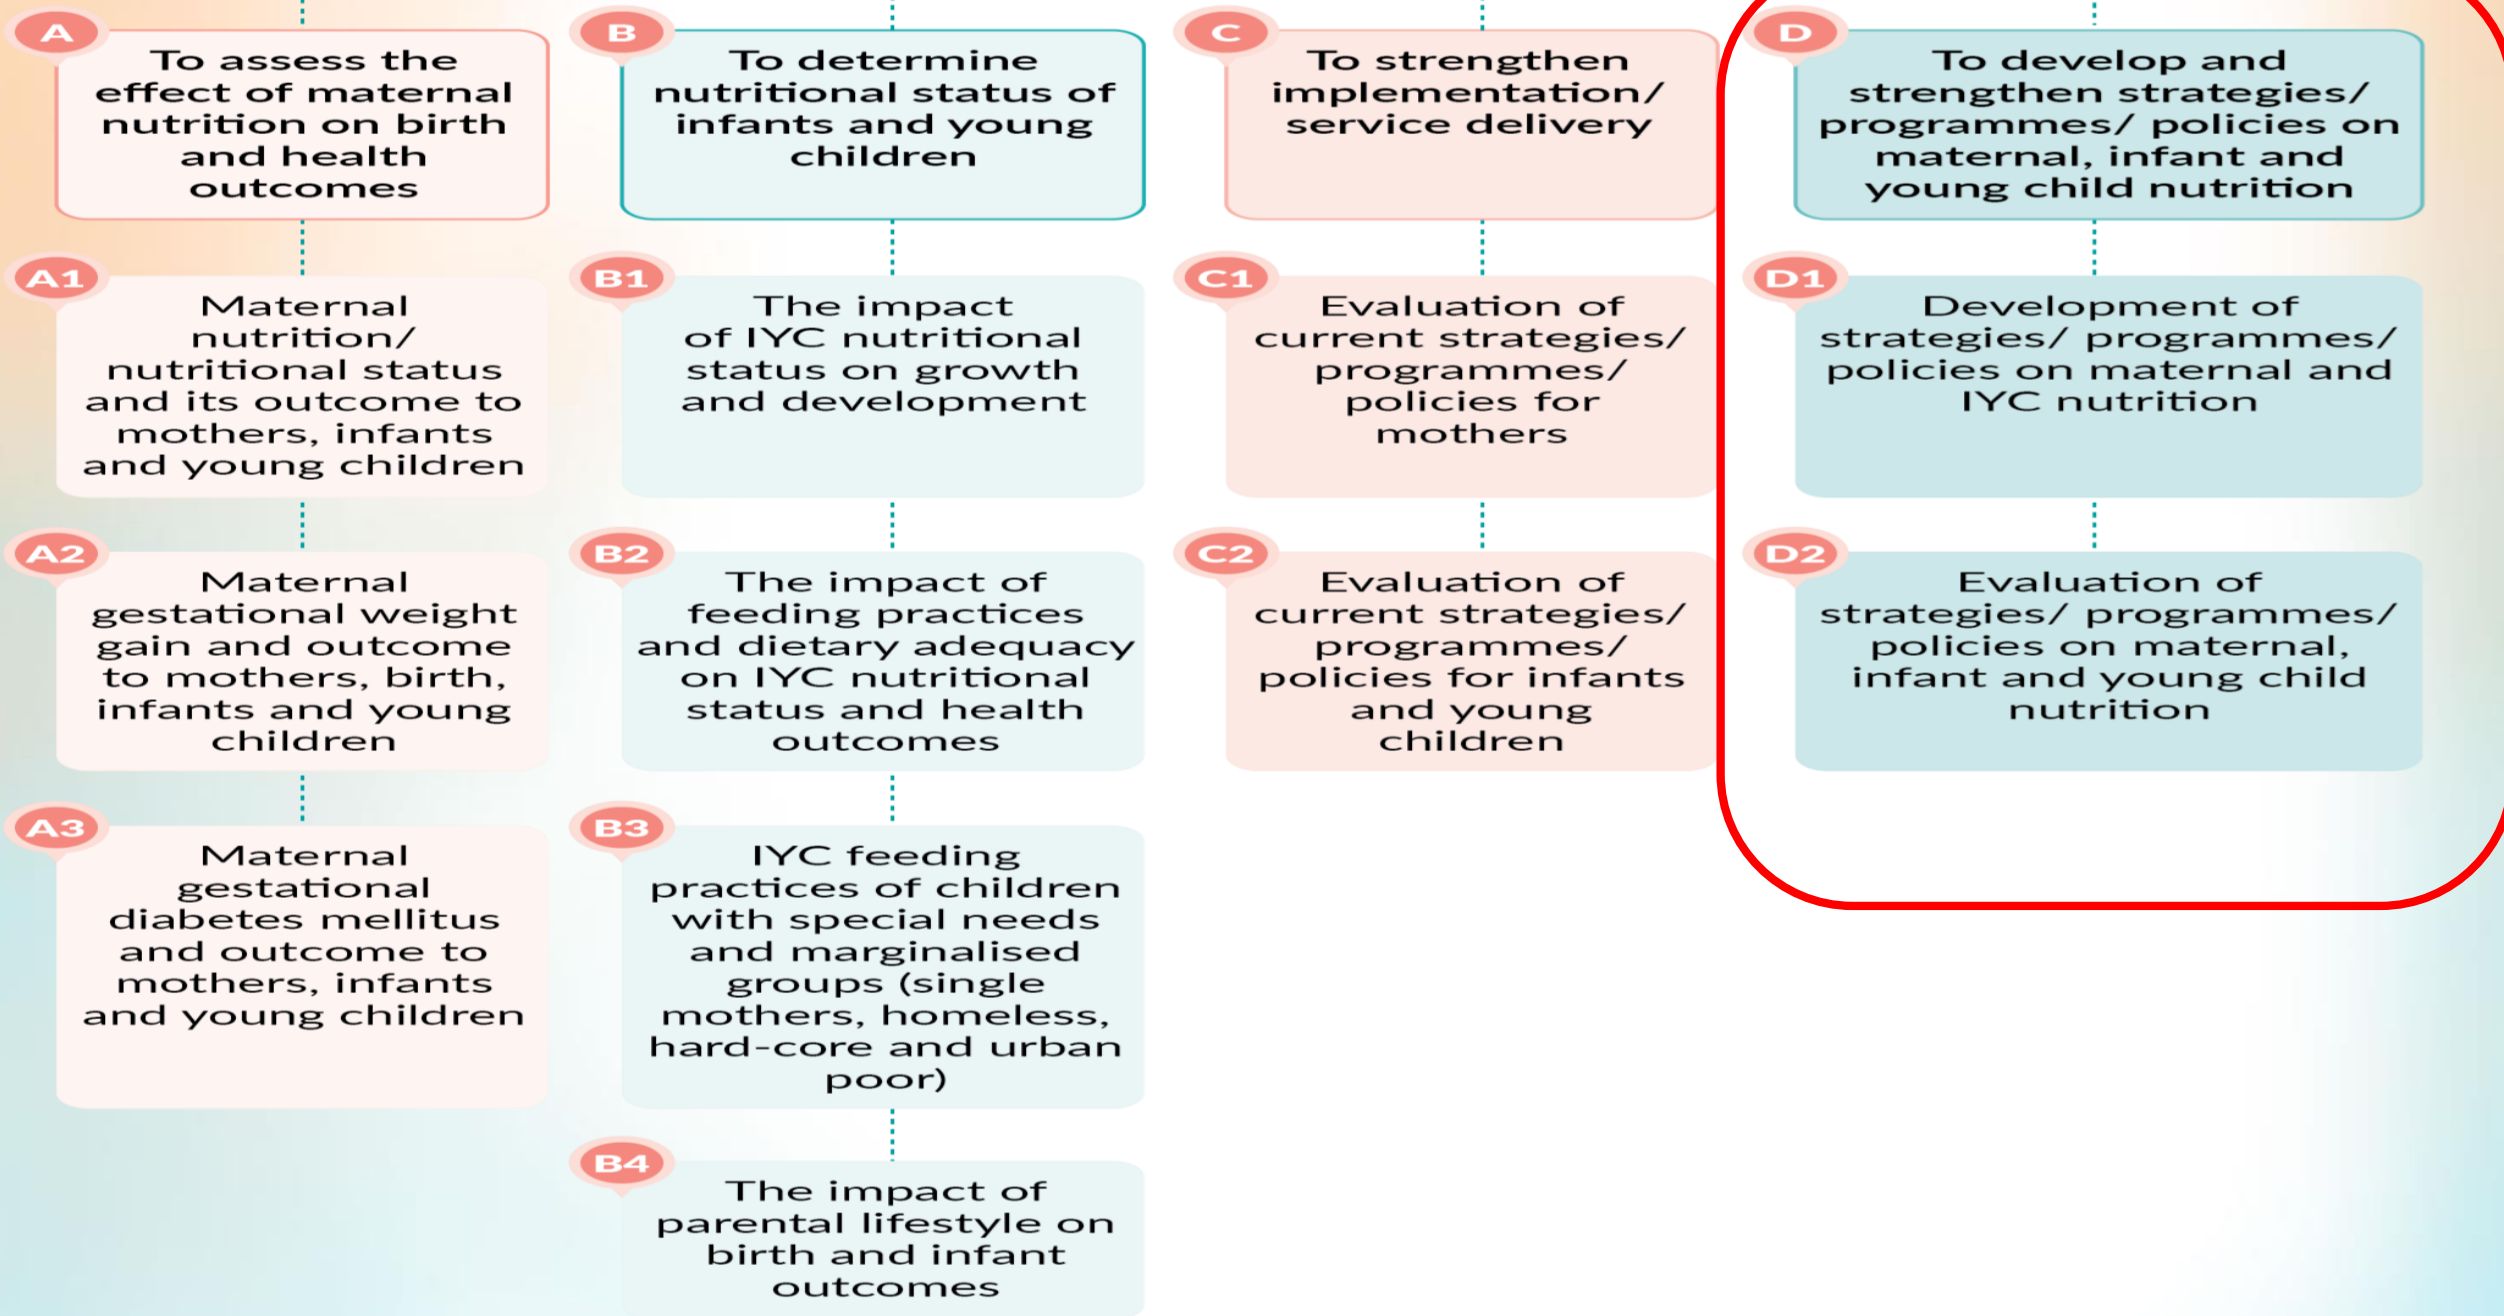 A
To assess the
effect of maternal
nutrition on birth
and health
outcomes
A1
Maternal
nutrition/
nutritional status
and its outcome to
mothers, infants
and young children
A2
Maternal
gestational weight
gain and outcome
to mothers, birth,
infants and young
children
A3
Maternal
gestational
diabetes mellitus
and outcome to
mothers, infants
and young children
B
To determine
nutritional status of
infants and young
children
B1
The impact
of IYC nutritional
status on growth
and development
B2
The impact of
feeding practices
and dietary adequacy
on IYC nutritional
status and health
outcomes
B3
IYC feeding
practices of children
with special needs
and marginalised
groups (single
mothers, homeless,
hard-core and urban
poor)
B4
The impact of
parental lifestyle on
birth and infant
outcomes
C
To strengthen
implementation/
service delivery
C1
Evaluation of
current strategies/
programmes/
policies for
mothers
C2
Evaluation of
current strategies/
programmes/
policies for infants
and young
children
D
To develop and
strengthen strategies/
programmes/ policies on
maternal, infant and
young child nutrition
D1
Development of
strategies/ programmes/
policies on maternal and
IYC nutrition
D2
Evaluation of
strategies/ programmes/
policies on maternal,
infant and young child
nutrition